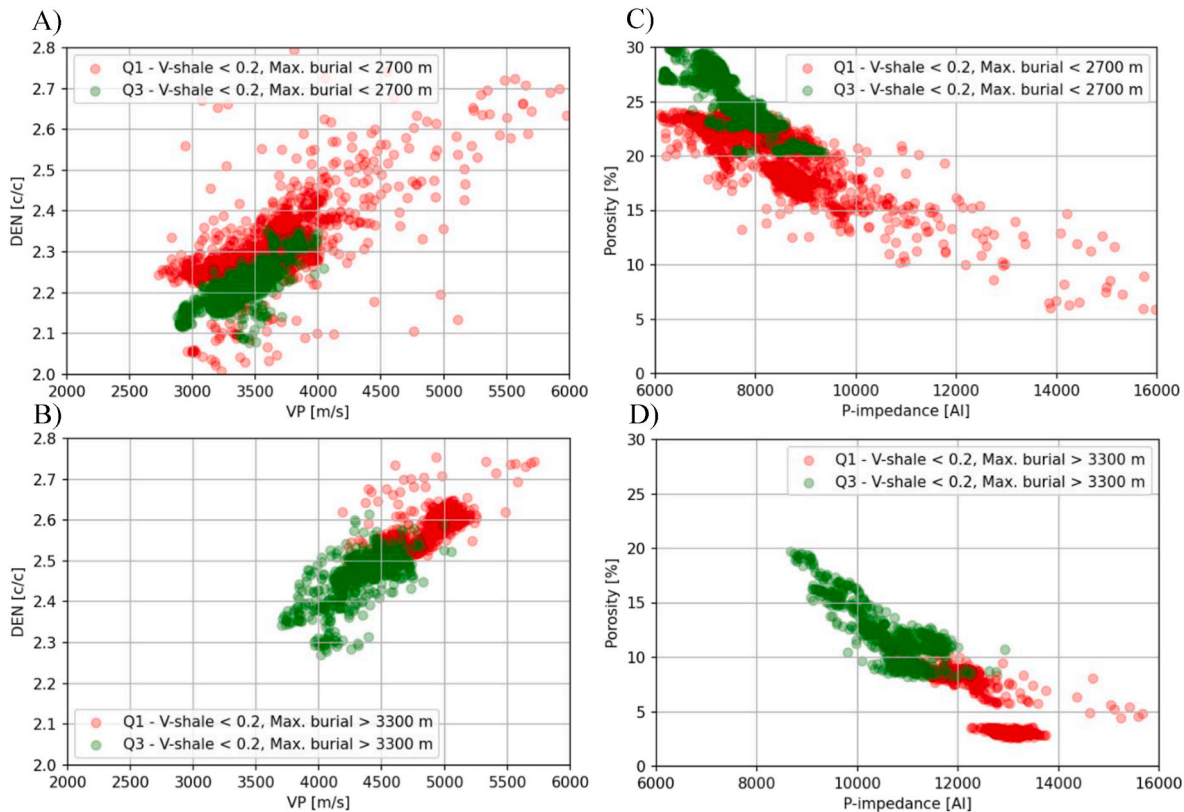 A)
2.8
2.7
2.6
2.5
2.4
2.3
2.2
2.1
2.0
DEN [c/c]
Q1 - V-shale < 0.2, Max. burial < 2700 m
Q3 - V-shale < 0.2, Max. burial < 2700 m
2000 2500 3000 3500 4000 4500 5000 5500 6000
VP [m/s]
C)
30
25
20
15
10
5
0
Porosity [%]
Q1 - V-shale < 0.2, Max. burial < 2700 m
Q3 - V-shale < 0.2, Max. burial < 2700 m
6000 8000 10000 12000 14000 16000
P-impedance [AI]
B)
2.8
2.7
2.6
2.5
2.4
2.3
2.2
2.1
2.0
DEN [c/c]
Q1 - V-shale < 0.2, Max. burial > 3300 m
Q3 - V-shale < 0.2, Max. burial > 3300 m
2000 2500 3000 3500 4000 4500 5000 5500 6000
VP [m/s]
D)
30
25
20
15
10
5
0
Porosity [%]
Q1 - V-shale < 0.2, Max. burial > 3300 m
Q3 - V-shale < 0.2, Max. burial > 3300 m
6000 8000 10000 12000 14000 16000
P-impedance [AI]